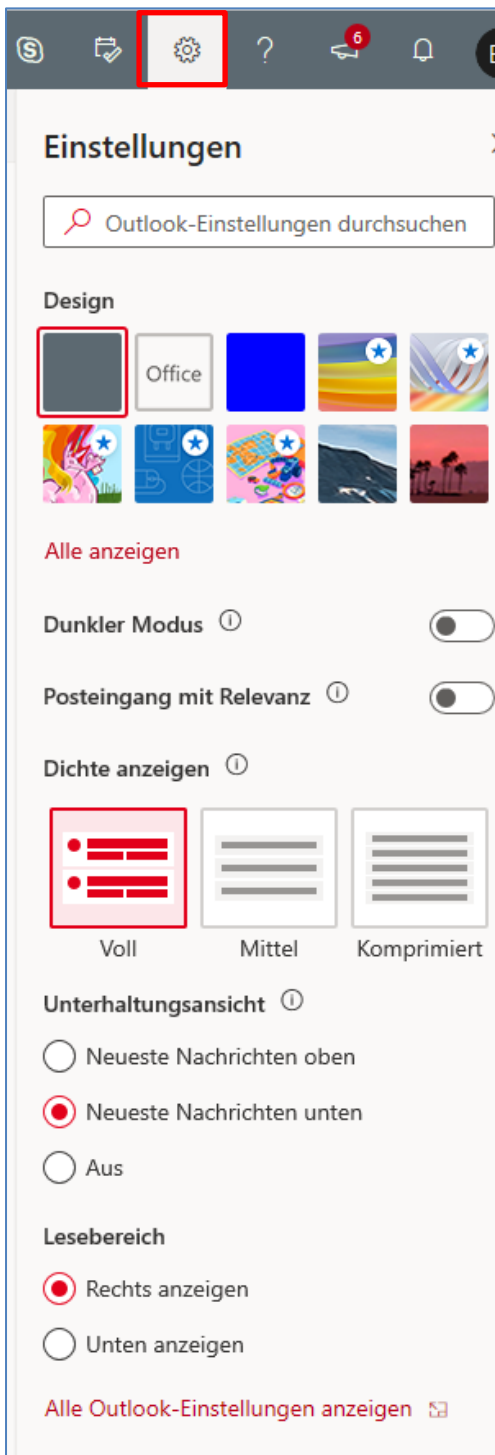 6
Einstellungen
Outlook-Einstellungen durchsuchen
Design
Office
Alle anzeigen
Dunkler Modus
Posteingang mit Relevanz
Dichte anzeigen
Voll Mittel Komprimiert
Unterhaltungsansicht
Neueste Nachrichten oben
Neueste Nachrichten unten
Aus
Lesebereich
Rechts anzeigen
Unten anzeigen
Alle Outlook-Einstellungen anzeigen